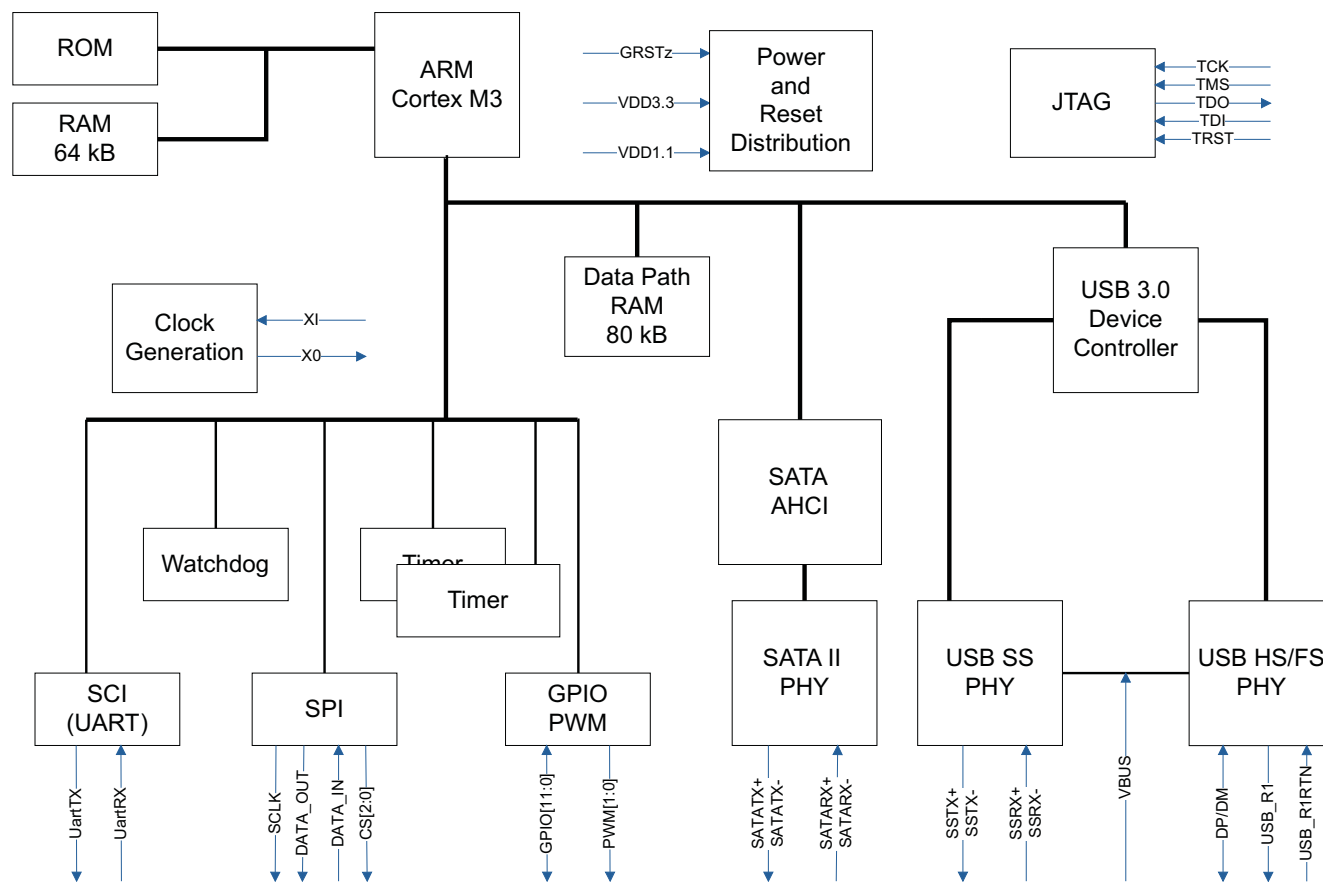 ROM
RAM
64 kB
ARM
Cortex M3
GRSTz
VDD3.3
VDD1.1
Power
and
Reset
Distribution
JTAG
TCK
TMS
TDO
TDI
TRST
Clock
Generation
XI
X0
Data Path
RAM
80 kB
USB 3.0
Device
Controller
SATA
AHCI
Watchdog
Timer
Timer
SCI
(UART)
SPI
GPIO
PWM
SATA II
PHY
USB SS
PHY
USB HS/FS
PHY
UartTX
UartRX
SCLK
DATA_OUT
DATA_IN
CS[2:0]
GPIO[11:0]
PWM[1:0]
SATATX+
SATATX-
SATARX+
SATARX-
SSTX+
SSTX-
SSRX+
SSRX-
VBUS
DP/DM
USB_R1
USB_R1RTN